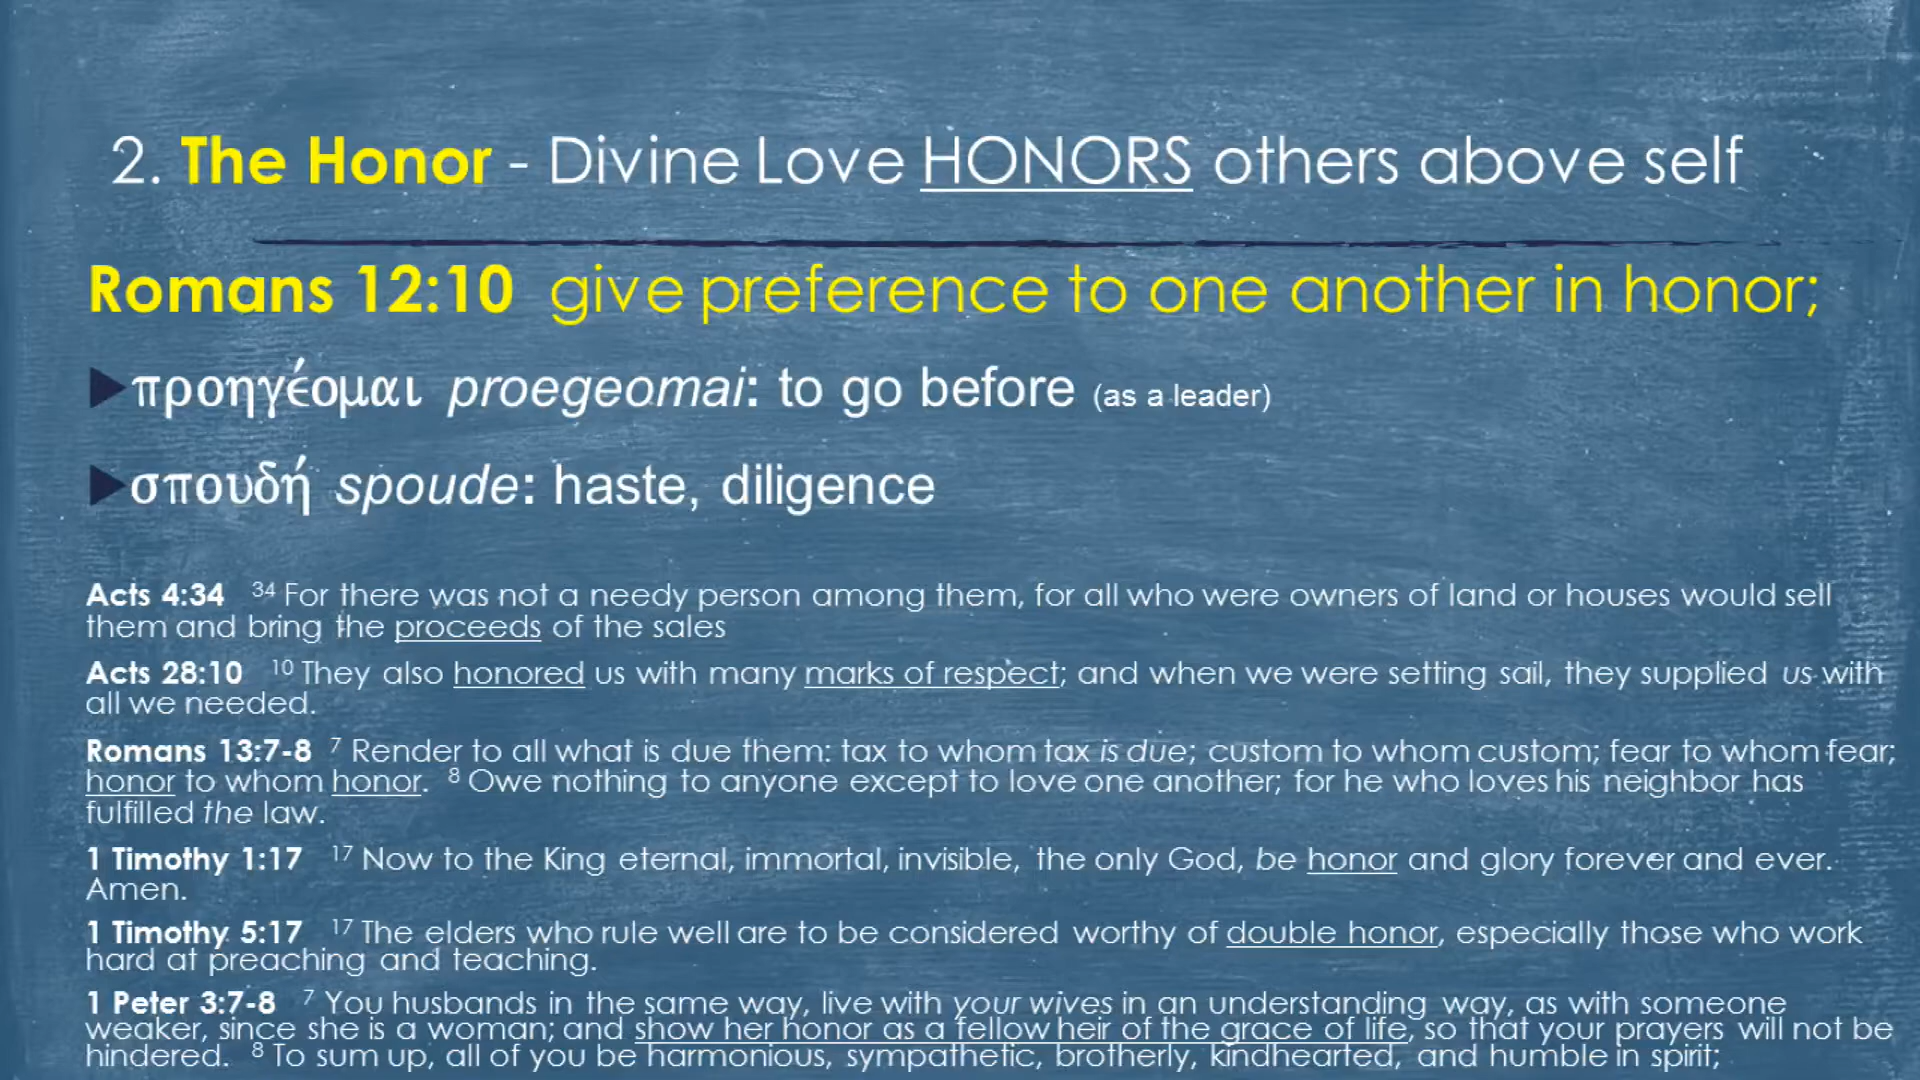 2. The Honor - Divine Love HONORS others above self
Romans 12:10 give preference to one another in honor;
προηγέομαι proegeomai: to go before (as a leader)
σπουδή spoude: haste, diligence
Acts 4:34 34 For there was not a needy person among them, for all who were owners of land or houses would sell
them and bring the proceeds of the sales
Acts 28:10 10 They also honored us with many marks of respect; and when we were setting sail, they supplied us with
all we needed.
Romans 13:7-8 7 Render to all what is due them: tax to whom tax is due; custom to whom custom; fear to whom fear;
honor to whom honor. 8 Owe nothing to anyone except to love one another; for he who loves his neighbor has
fulfilled the law.
1 Timothy 1:17 17 Now to the King eternal, immortal, invisible, the only God, be honor and glory forever and ever.
Amen.
1 Timothy 5:17 17 The elders who rule well are to be considered worthy of double honor, especially those who work
hard at preaching and teaching.
1 Peter 3:7-8 7 You husbands in the same way, live with your wives in an understanding way, as with someone
weaker, since she is a woman; and show her honor as a fellow heir of the grace of life, so that your prayers will not be
hindered. 8 To sum up, all of you be harmonious, sympathetic, brotherly, kindhearted, and humble in spirit;